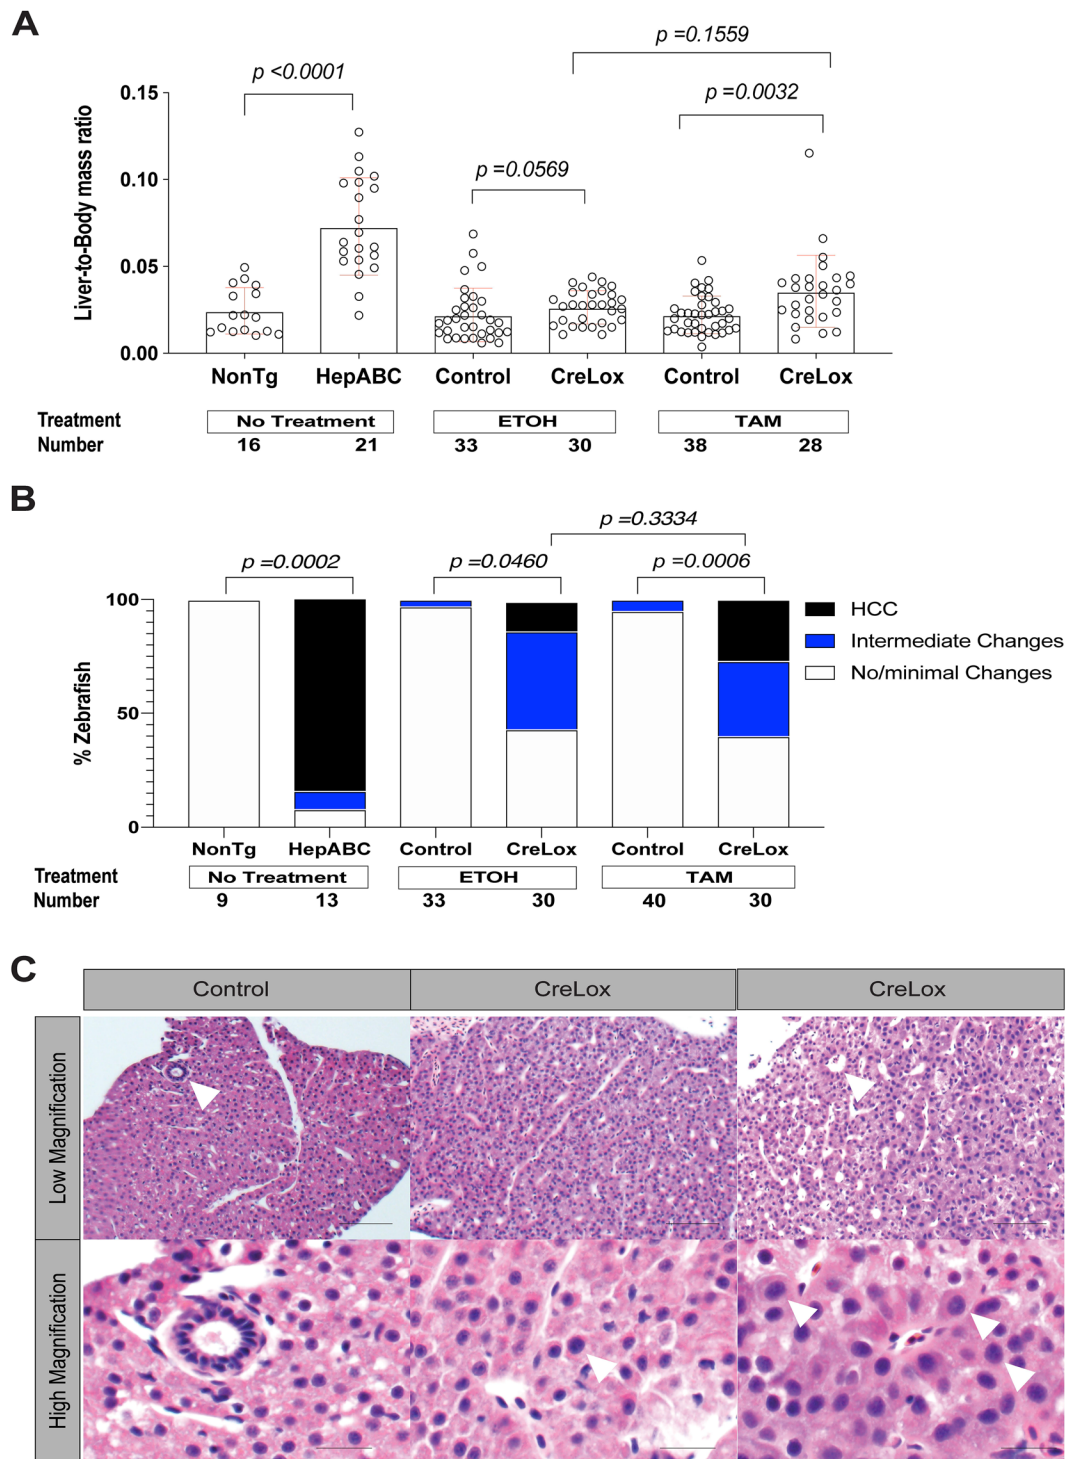 A
p =0.1559
p <0.0001
p =0.0032
p =0.0569
0.15
0.10
0.05
0.00
Liver-to-Body mass ratio
NonTg HepABC Control CreLox Control CreLox
Treatment No Treatment ETOH TAM
Number 16 21 33 30 38 28
B
p =0.3334
p =0.0002 p =0.0460 p =0.0006
100
50
0
% Zebrafish
HCC
Intermediate Changes
No/minimal Changes
NonTg HepABC Control CreLox Control CreLox
Treatment No Treatment ETOH TAM
Number 9 13 33 30 40 30
C
Control CreLox CreLox
Low Magnification
High Magnification